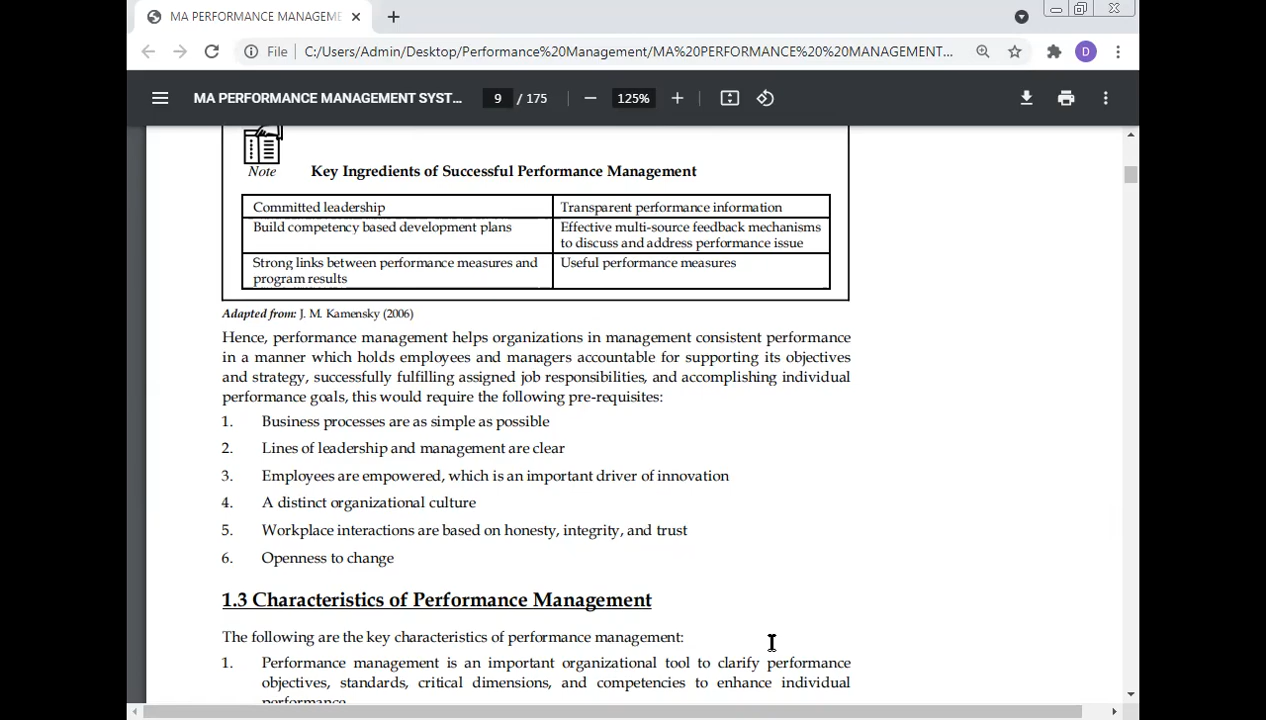 MA PERFORMANCE MANAGEME
File C:/Users/Admin/Desktop/Performance%20Management/MA%20PERFORMANCE%20%20MANAGEMENT...
D
MA PERFORMANCE MANAGEMENT SYST... 9 / 175 125%
Note Key Ingredients of Successful Performance Management
Committed leadership Transparent performance information
Build competency based development plans Effective multi-source feedback mechanisms
to discuss and address performance issue
Strong links between performance measures and Useful performance measures
program results
Adapted from: J. M. Kamensky (2006)
Hence, performance management helps organizations in management consistent performance
in a manner which holds employees and managers accountable for supporting its objectives
and strategy, successfully fulfilling assigned job responsibilities, and accomplishing individual
performance goals, this would require the following pre-requisites:
1. Business processes are as simple as possible
2. Lines of leadership and management are clear
3. Employees are empowered, which is an important driver of innovation
4. A distinct organizational culture
5. Workplace interactions are based on honesty, integrity, and trust
6. Openness to change
1.3 Characteristics of Performance Management
The following are the key characteristics of performance management:
1. Performance management is an important organizational tool to clarify performance
objectives, standards, critical dimensions, and competencies to enhance individual
performance